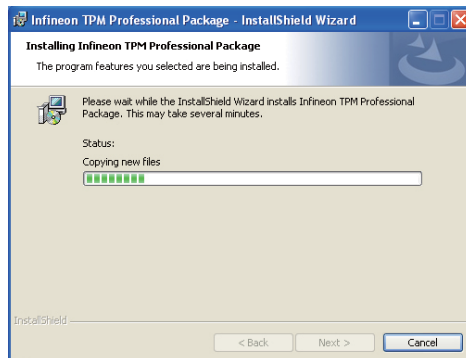 Infineon TPM Professional Package - InstallShield Wizard
Installing Infineon TPM Professional Package
The program features you selected are being installed.
Please wait while the InstallShield Wizard installs Infineon TPM Professional
Package. This may take several minutes.
Status:
Copying new files
InstallShield
< Back Next > Cancel